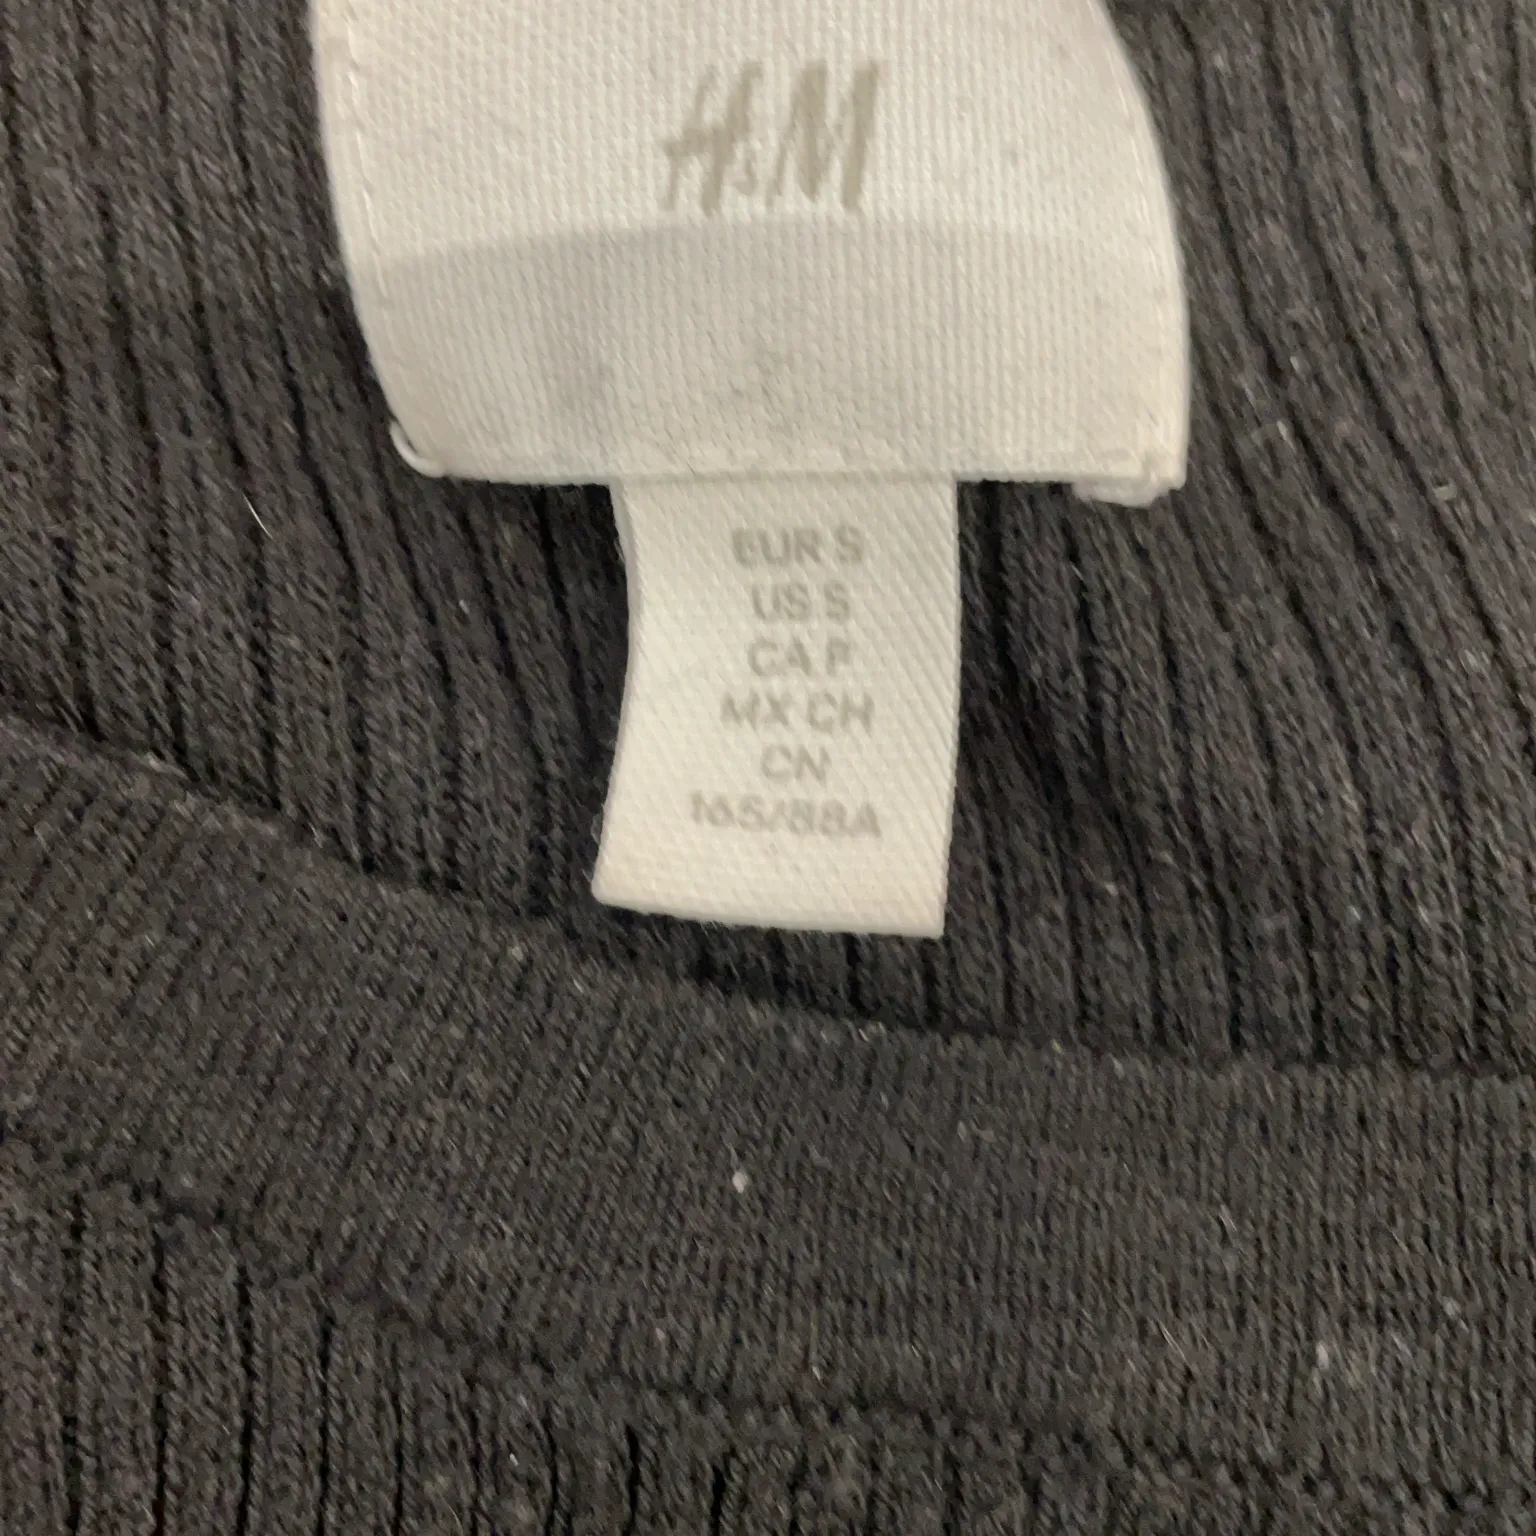 H&M
EUR S
US S
CA P
MX CH
CN
165/88A